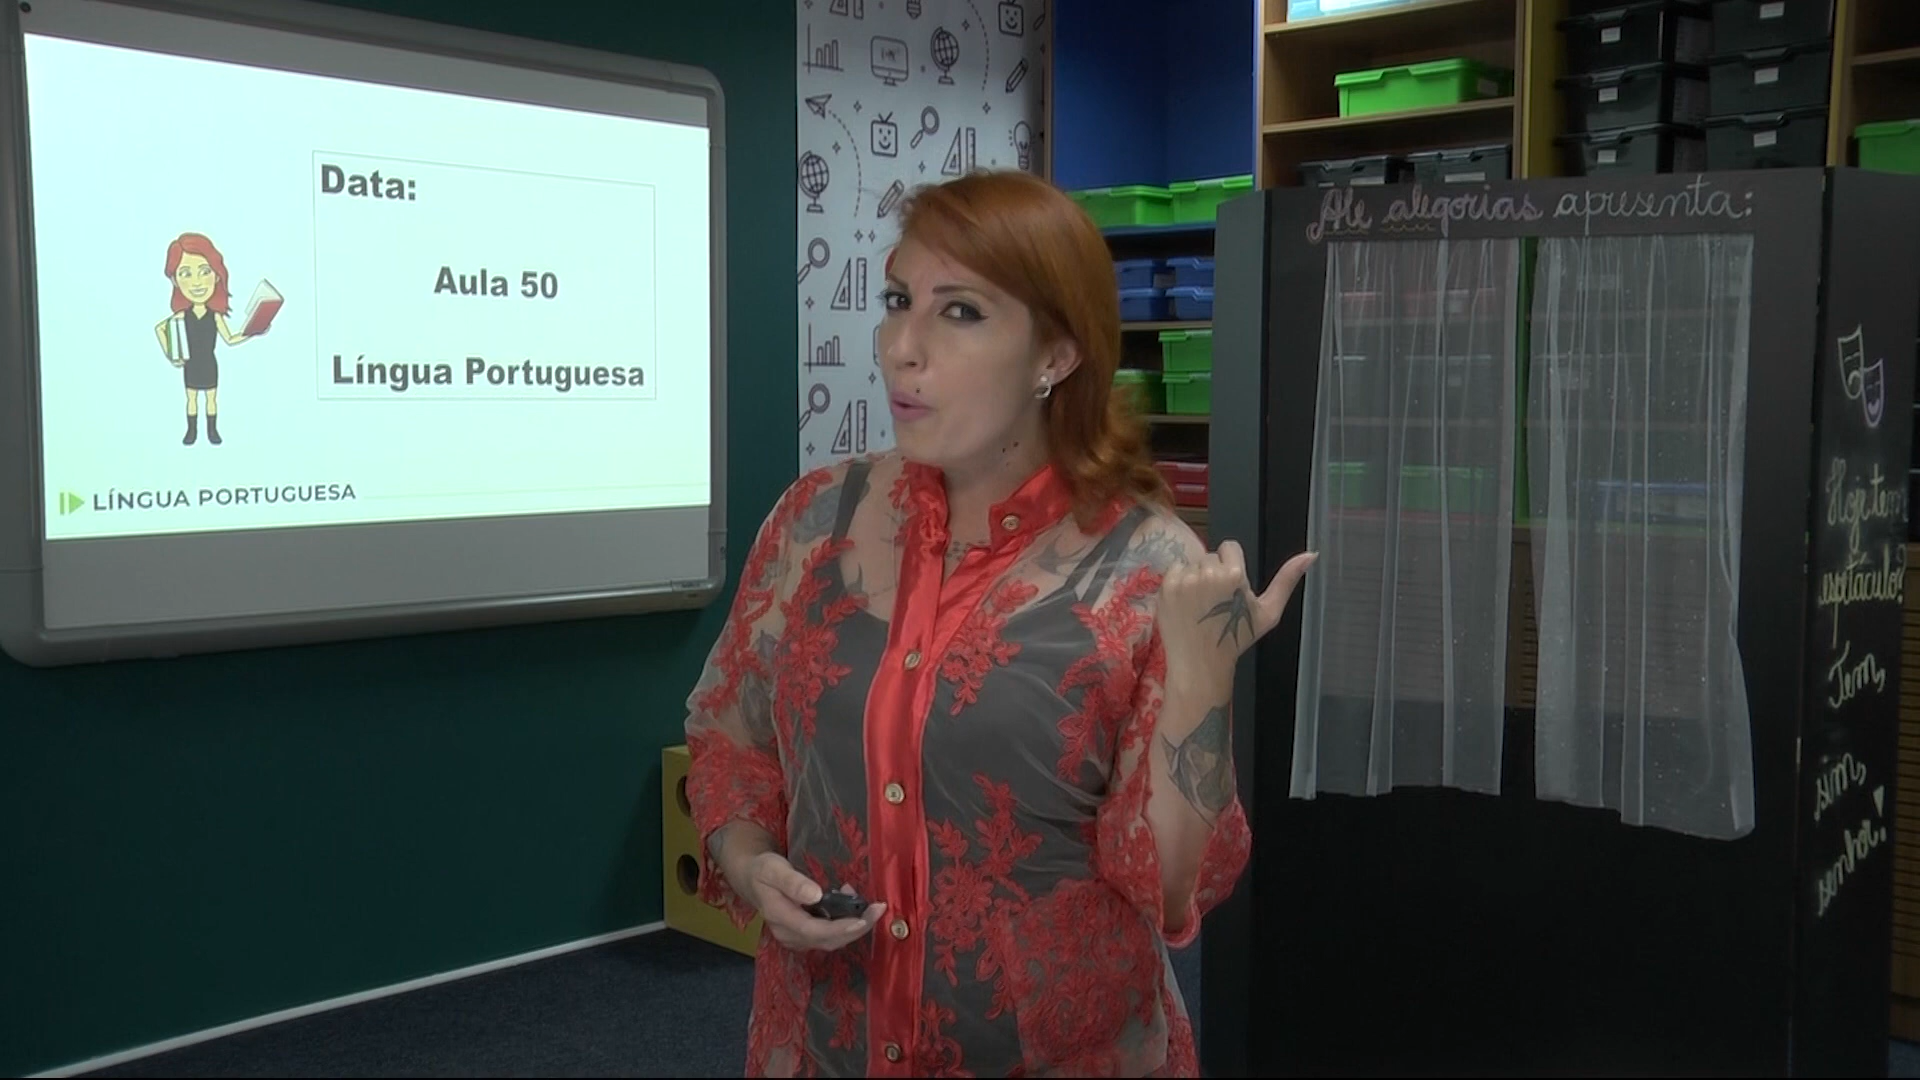 Data:
Aula 50
Língua Portuguesa
LÍNGUA PORTUGUESA
Ale alegorias apresenta:
Hoje tem
espetáculo?
Tem,
sim,
senhor!